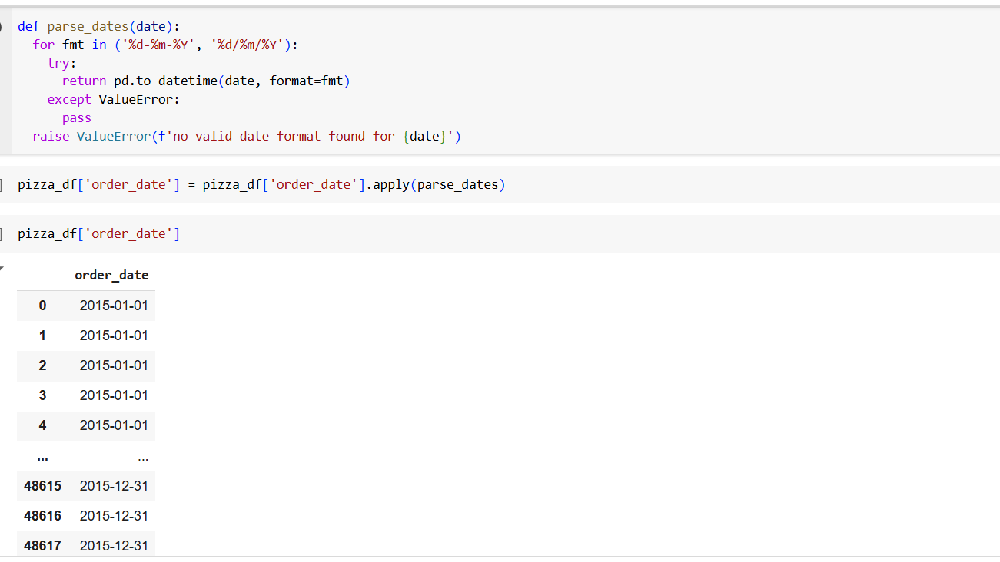 def parse_dates(date):
  for fmt in ('%d-%m-%Y', '%d/%m/%Y'):
    try:
      return pd.to_datetime(date, format=fmt)
    except ValueError:
      pass
  raise ValueError(f'no valid date format found for {date}')
] pizza_df['order_date'] = pizza_df['order_date'].apply(parse_dates)
] pizza_df['order_date']
order_date
0 2015-01-01
1 2015-01-01
2 2015-01-01
3 2015-01-01
4 2015-01-01
... ...
48615 2015-12-31
48616 2015-12-31
48617 2015-12-31